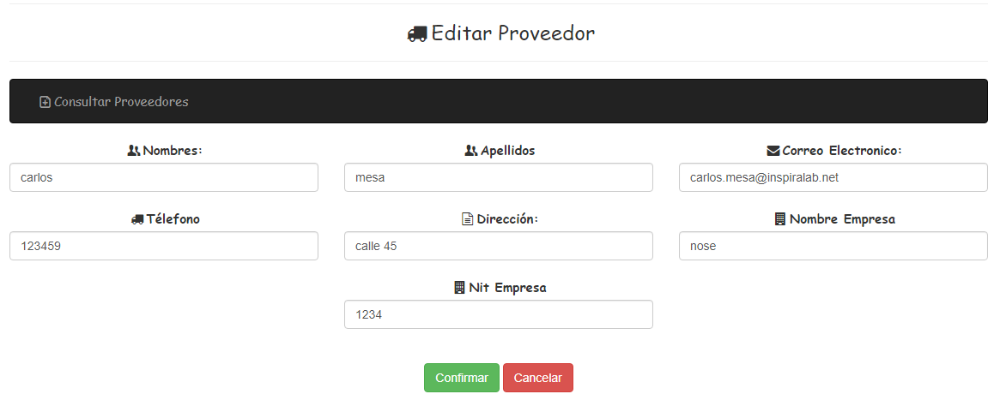 Editar Proveedor
Consultar Proveedores
Nombres: Apellidos Correo Electronico:
carlos mesa carlos.mesa@inspiralab.net
Télefono Dirección: Nombre Empresa
123459 calle 45 nose
Nit Empresa
1234
Confirmar Cancelar